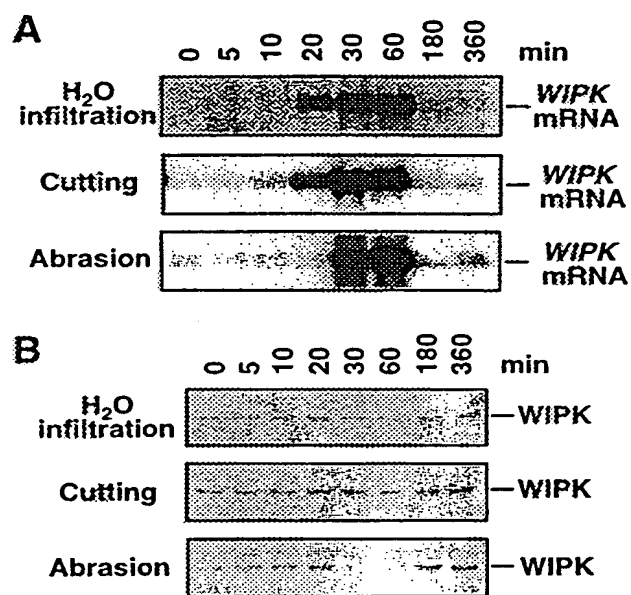 A
0 5 10 20 30 60 180 360 min
H₂O infiltration
WIPK mRNA
Cutting
WIPK mRNA
Abrasion
WIPK mRNA
B
0 5 10 20 30 60 180 360 min
H₂O infiltration
WIPK
Cutting
WIPK
Abrasion
WIPK